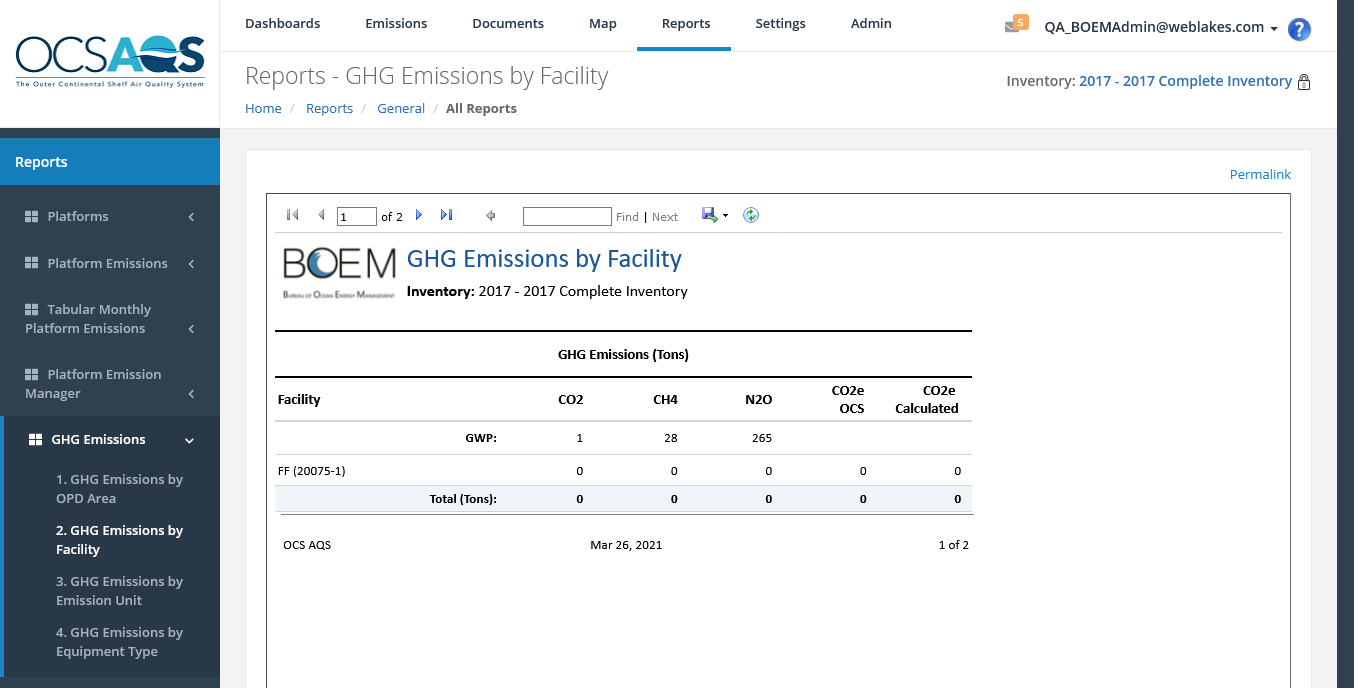 OCSAQS
The Outer Continental Shelf Air Quality System
Dashboards Emissions Documents Map Reports Settings Admin
5
QA_BOEMAdmin@weblakes.com
?
Reports - GHG Emissions by Facility
Inventory: 2017 - 2017 Complete Inventory
Home / Reports / General / All Reports
Reports
Platforms
Platform Emissions
Tabular Monthly
Platform Emissions
Platform Emission
Manager
GHG Emissions
1. GHG Emissions by
OPD Area
2. GHG Emissions by
Facility
3. GHG Emissions by
Emission Unit
4. GHG Emissions by
Equipment Type
Permalink
1 of 2 Find | Next
BOEM
Bureau of Ocean Energy Management
GHG Emissions by Facility
Inventory: 2017 - 2017 Complete Inventory
GHG Emissions (Tons)
Facility CO2 CH4 N2O CO2e OCS CO2e Calculated
GWP: 1 28 265
FF (20075-1) 0 0 0 0 0
Total (Tons): 0 0 0 0 0
OCS AQS Mar 26, 2021 1 of 2